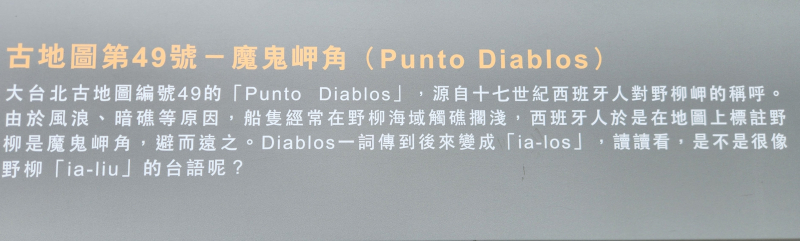 古地圖第49號－魔鬼岬角（Punto Diablos）
大台北古地圖編號49的「Punto Diablos」，源自十七世紀西班牙人對野柳岬的稱呼。
由於風浪、暗礁等原因，船隻經常在野柳海域觸礁擱淺，西班牙人於是在地圖上標註野
柳是魔鬼岬角，避而遠之。Diablos一詞傳到後來變成「ia-los」，讀讀看，是不是很像
野柳「ia-liu」的台語呢？